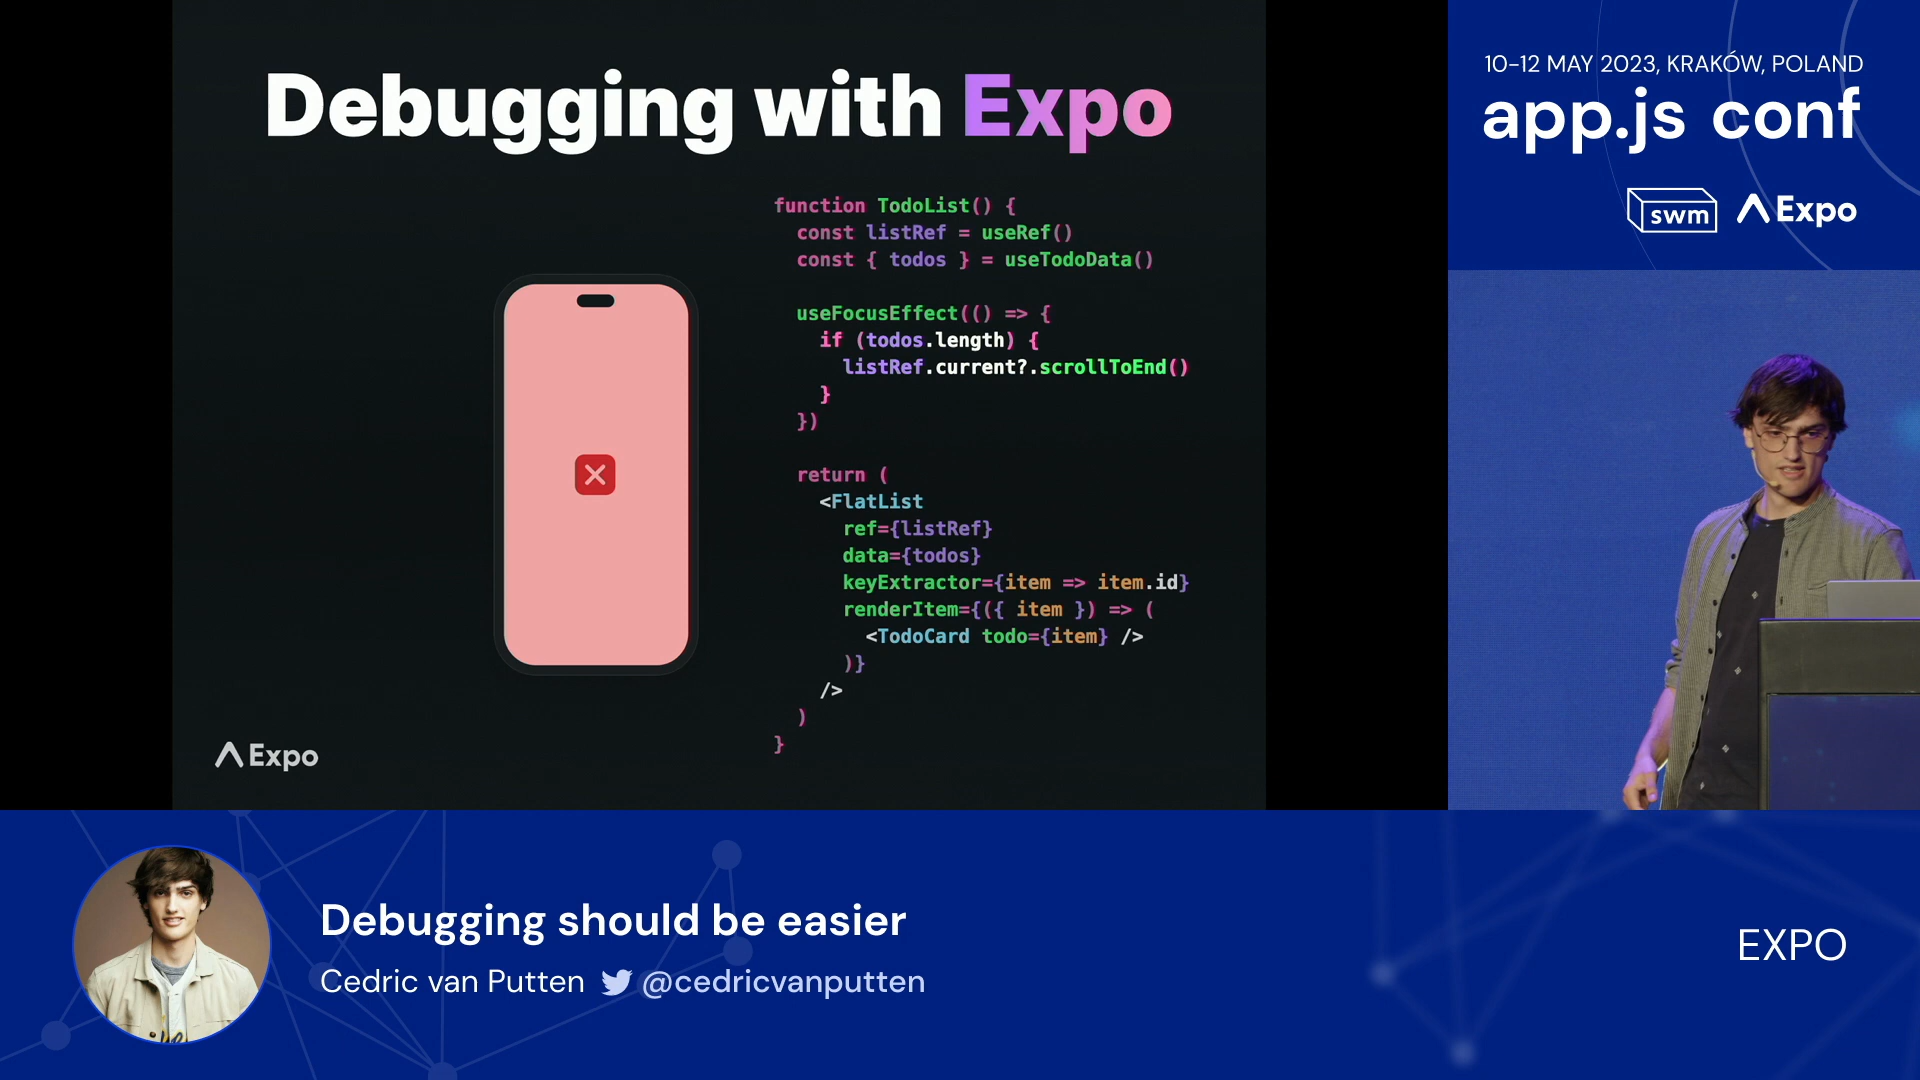 Debugging with Expo
function TodoList() {
const listRef = useRef()
const { todos } = useTodoData()
useFocusEffect(() => {
if (todos.length) {
listRef.current?.scrollToEnd()
}
})
return (
<FlatList
ref={listRef}
data={todos}
keyExtractor={item => item.id}
renderItem={({ item }) => (
<TodoCard todo={item} />
)}
/>
)
}
Expo
10–12 MAY 2023, KRAKÓW, POLAND
app.js conf
swm
Expo
Debugging should be easier
Cedric van Putten @cedricvanputten
EXPO